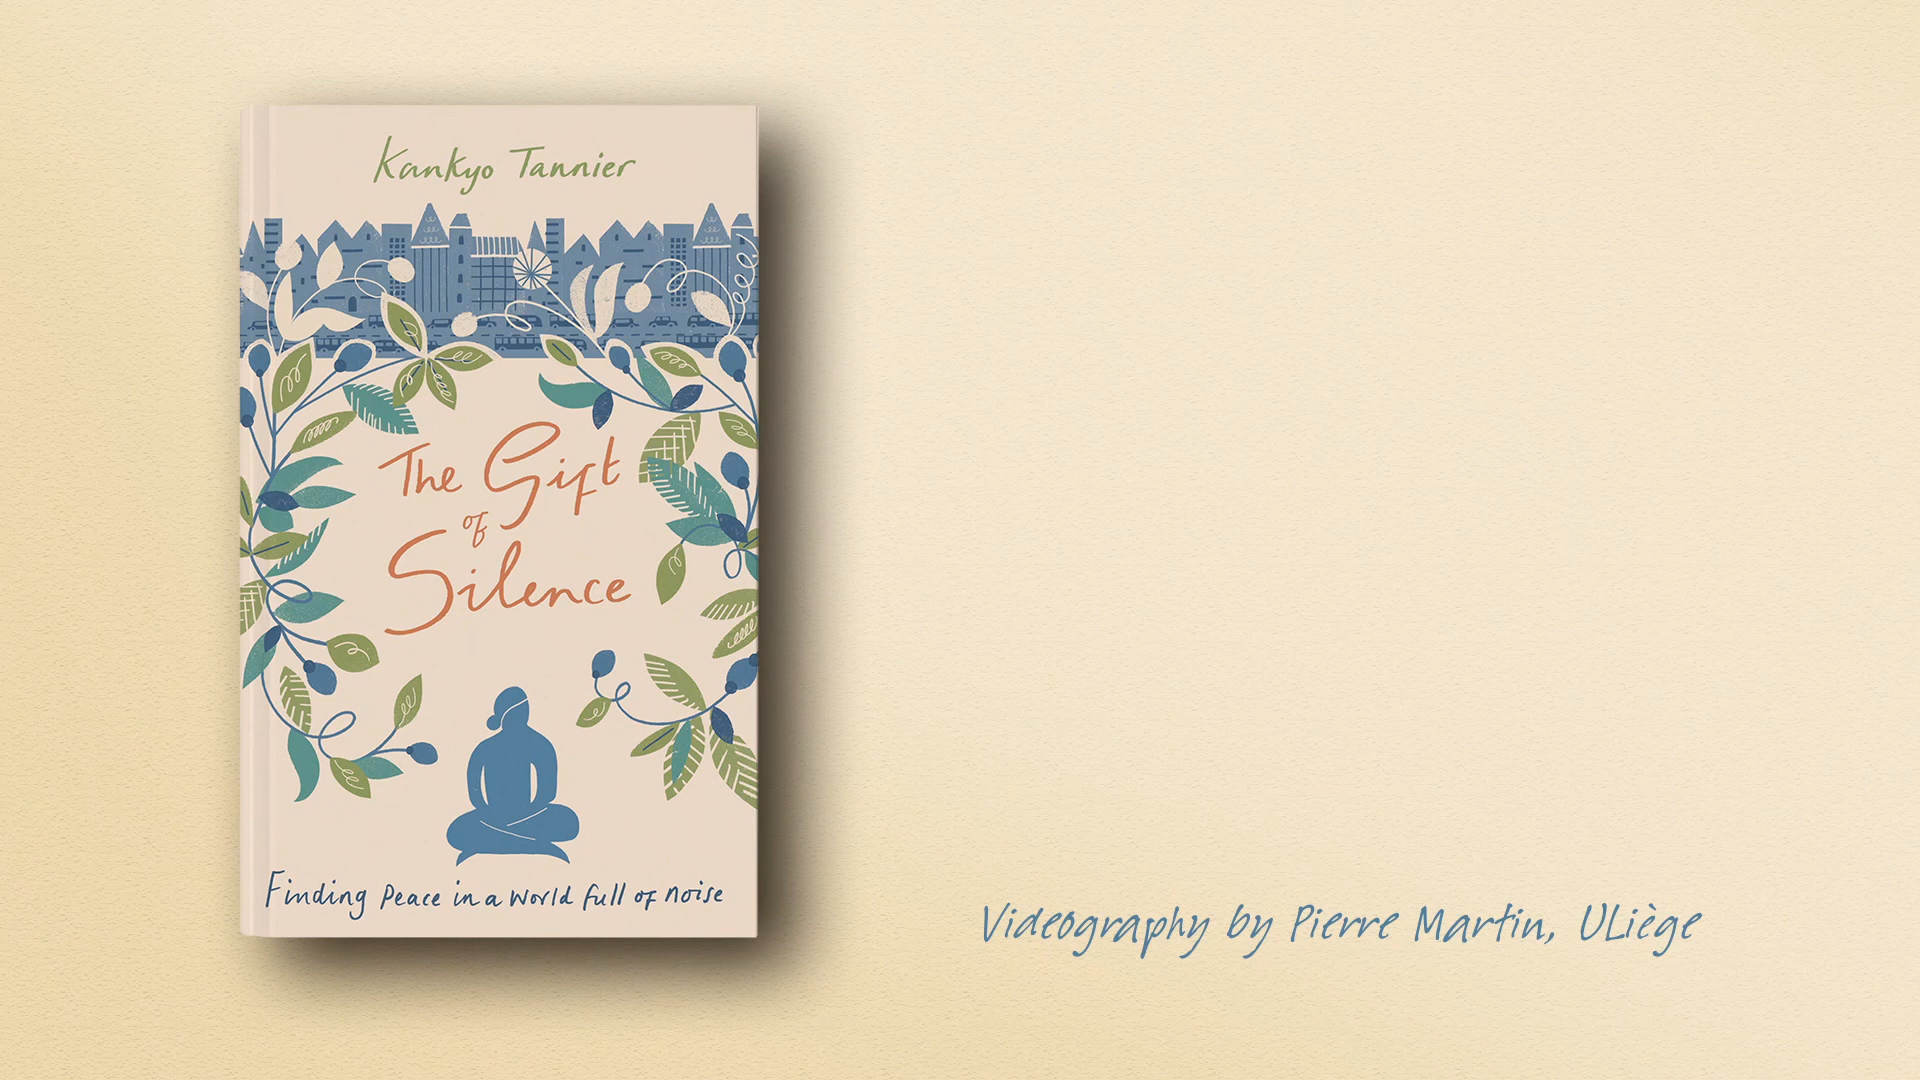 Kankyo Tannier
The Gift
of
Silence
Finding Peace in a World full of noise
Videography by Pierre Martin, ULiège